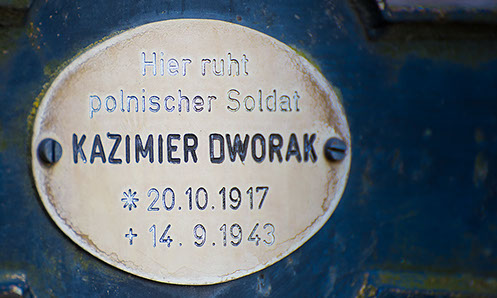 Hier ruht
polnischer Soldat
KAZIMIER DWORAK
* 20.10.1917
+ 14. 9.1943